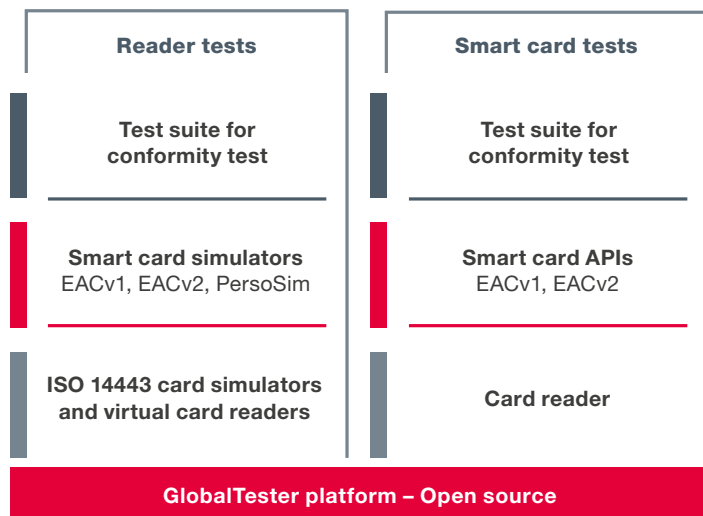 Reader tests
Test suite for
conformity test
Smart card simulators
EACv1, EACv2, PersoSim
ISO 14443 card simulators
and virtual card readers
Smart card tests
Test suite for
conformity test
Smart card APIs
EACv1, EACv2
Card reader
GlobalTester platform – Open source